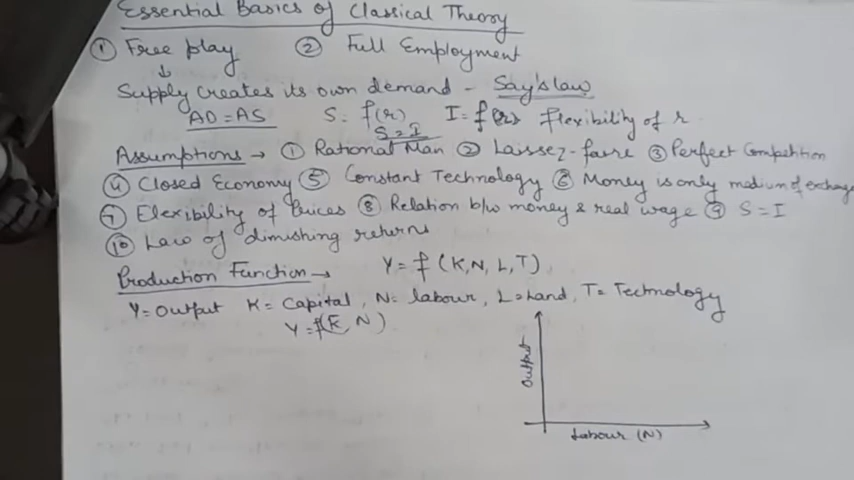 Essential Basics of Classical Theory
① Free play ② Full Employment
↓
Supply creates its own demand - Say's law
AD = AS S = f(r) I = f(r) flexibility of r
S = I
Assumptions → ① Rational Man ② Laissez-faire ③ Perfect Competition
④ Closed Economy ⑤ Constant Technology ⑥ Money is only medium of exchange
⑦ Flexibility of Prices ⑧ Relation b/w money & real wage ⑨ S = I
⑩ Law of dimishing returns
Production Function → Y = f (K, N, L, T)
Y = Output K = Capital, N = labour, L = Land, T = Technology
Y = f(K, N)
Output
Labour (N)